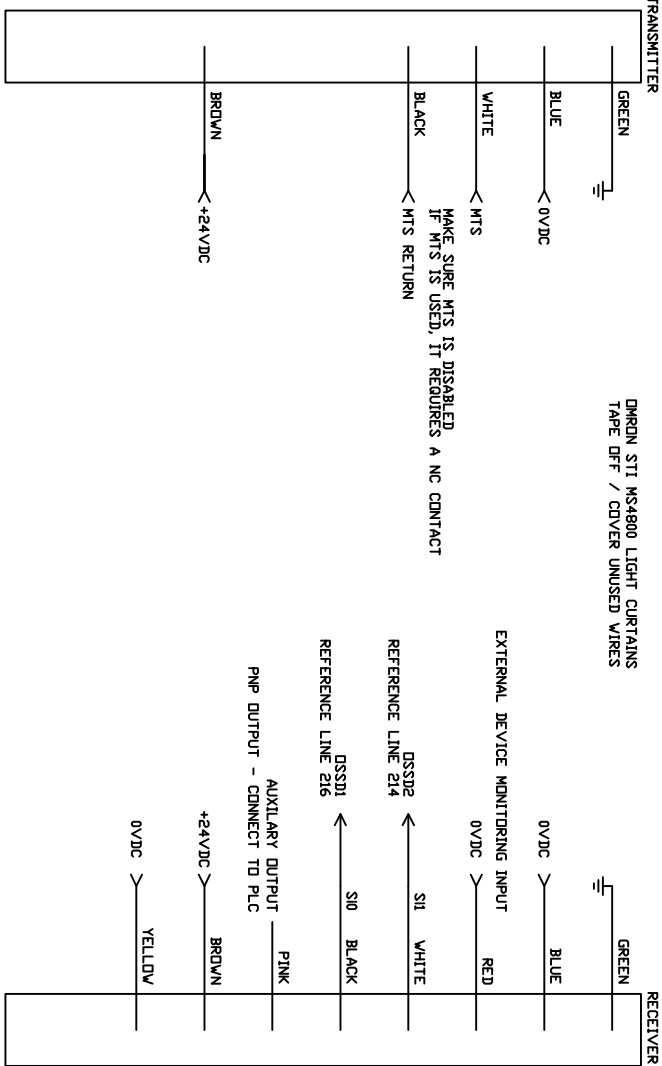 TRANSMITTER
GREEN
BLUE
0VDC
WHITE
MTS
BLACK
MTS RETURN
MAKE SURE MTS IS DISABLED
IF MTS IS USED, IT REQUIRES A NC CONTACT
BROWN
+24VDC
OMRON STI MS4800 LIGHT CURTAINS
TAPE OFF / COVER UNUSED WIRES
RECEIVER
GREEN
0VDC
BLUE
EXTERNAL DEVICE MONITORING INPUT
0VDC
RED
OSSD2
REFERENCE LINE 214
SI1
WHITE
OSSD1
REFERENCE LINE 216
SI0
BLACK
AUXILARY OUTPUT
PNP OUTPUT - CONNECT TO PLC
PINK
+24VDC
BROWN
0VDC
YELLOW